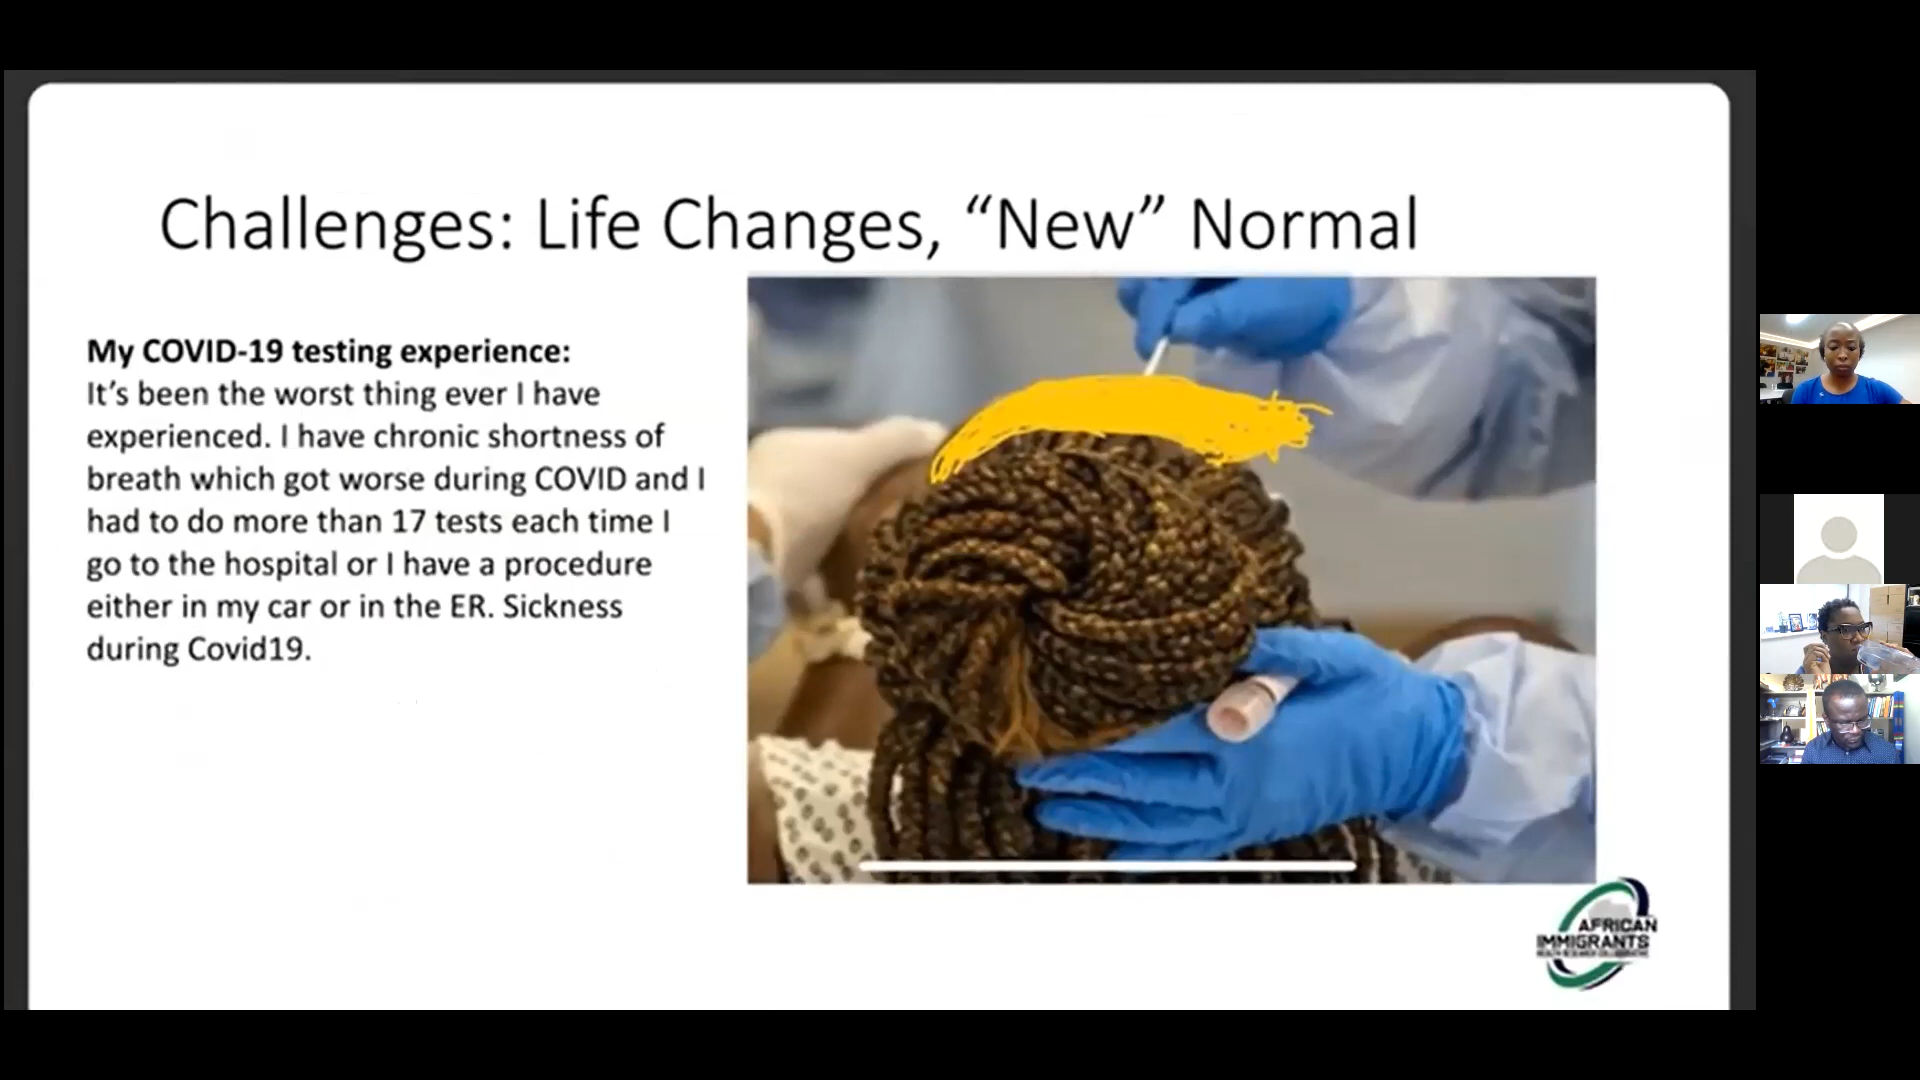 Challenges: Life Changes, “New” Normal
My COVID-19 testing experience:
It’s been the worst thing ever I have
experienced. I have chronic shortness of
breath which got worse during COVID and I
had to do more than 17 tests each time I
go to the hospital or I have a procedure
either in my car or in the ER. Sickness
during Covid19.
AFRICAN
IMMIGRANTS
HEALTH RESEARCH COLLABORATIVE